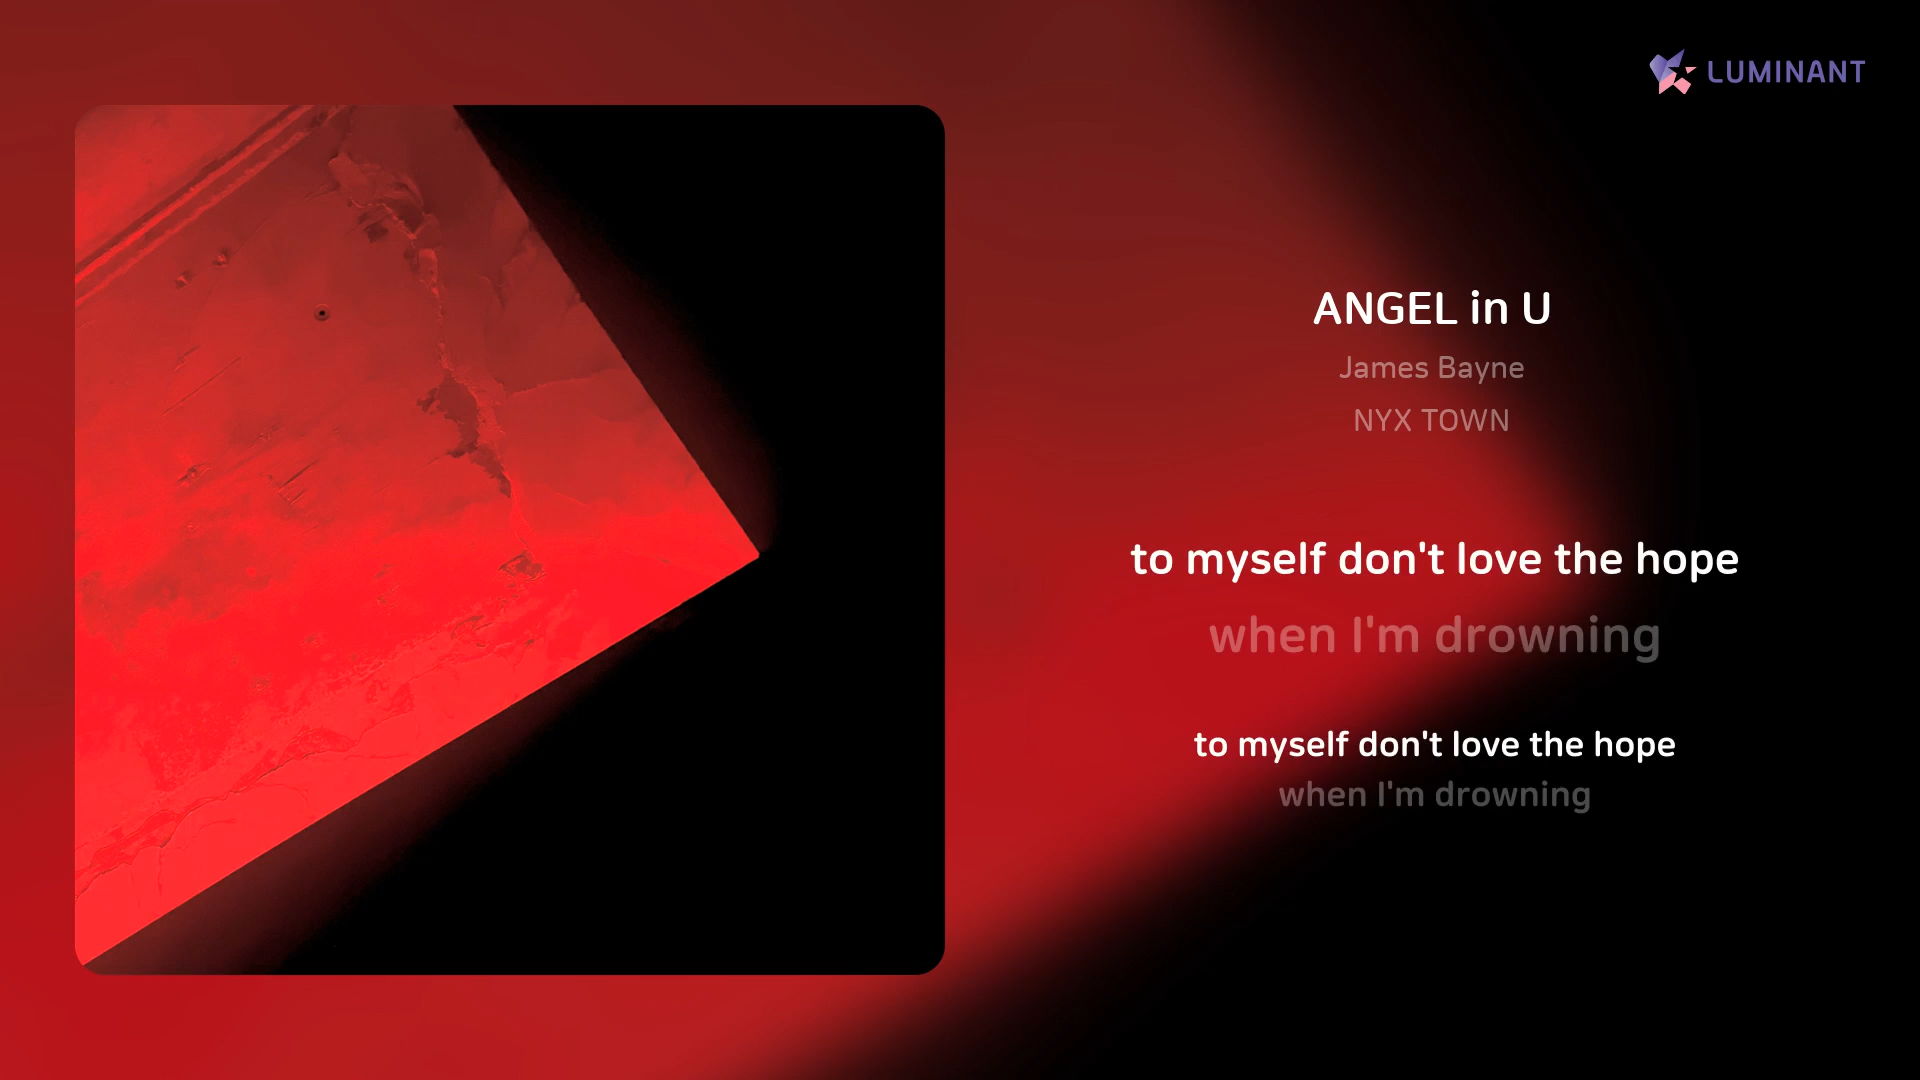 LUMINANT
ANGEL in U
James Bayne
NYX TOWN
to myself don't love the hope
when I'm drowning
to myself don't love the hope
when I'm drowning